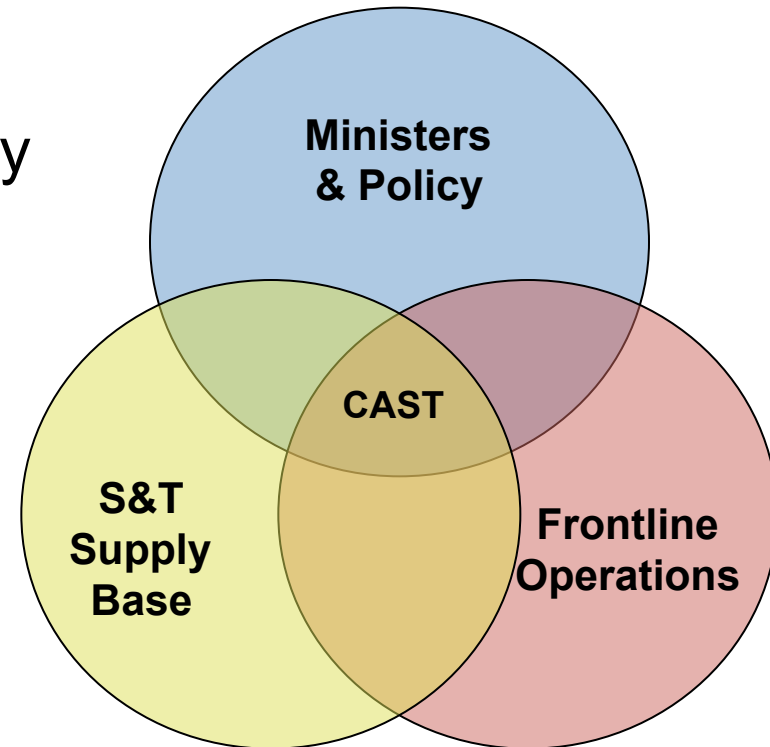 y
Ministers
& Policy
CAST
S&T
Supply
Base
Frontline
Operations